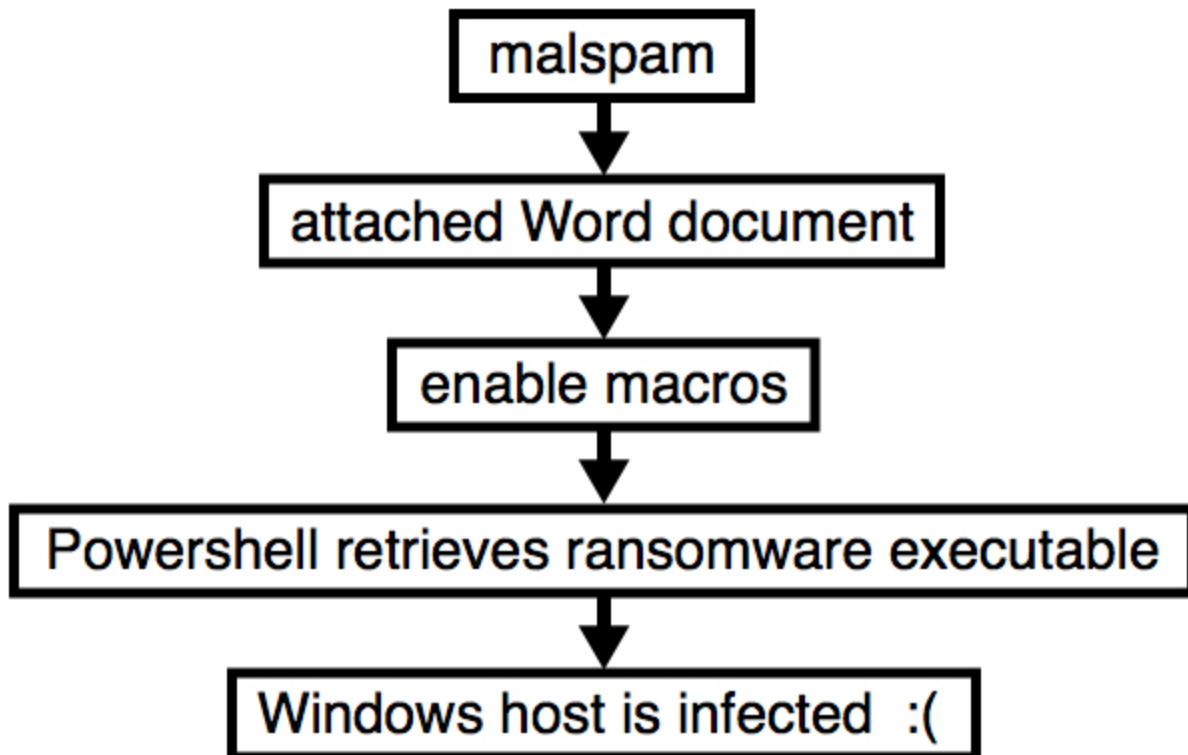 malspam
attached Word document
enable macros
Powershell retrieves ransomware executable
Windows host is infected :(